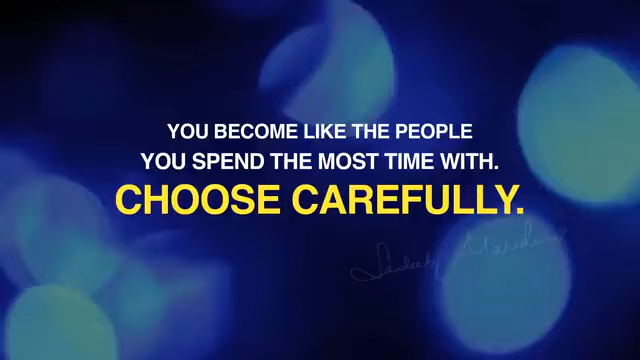 YOU BECOME LIKE THE PEOPLE
YOU SPEND THE MOST TIME WITH.
CHOOSE CAREFULLY.